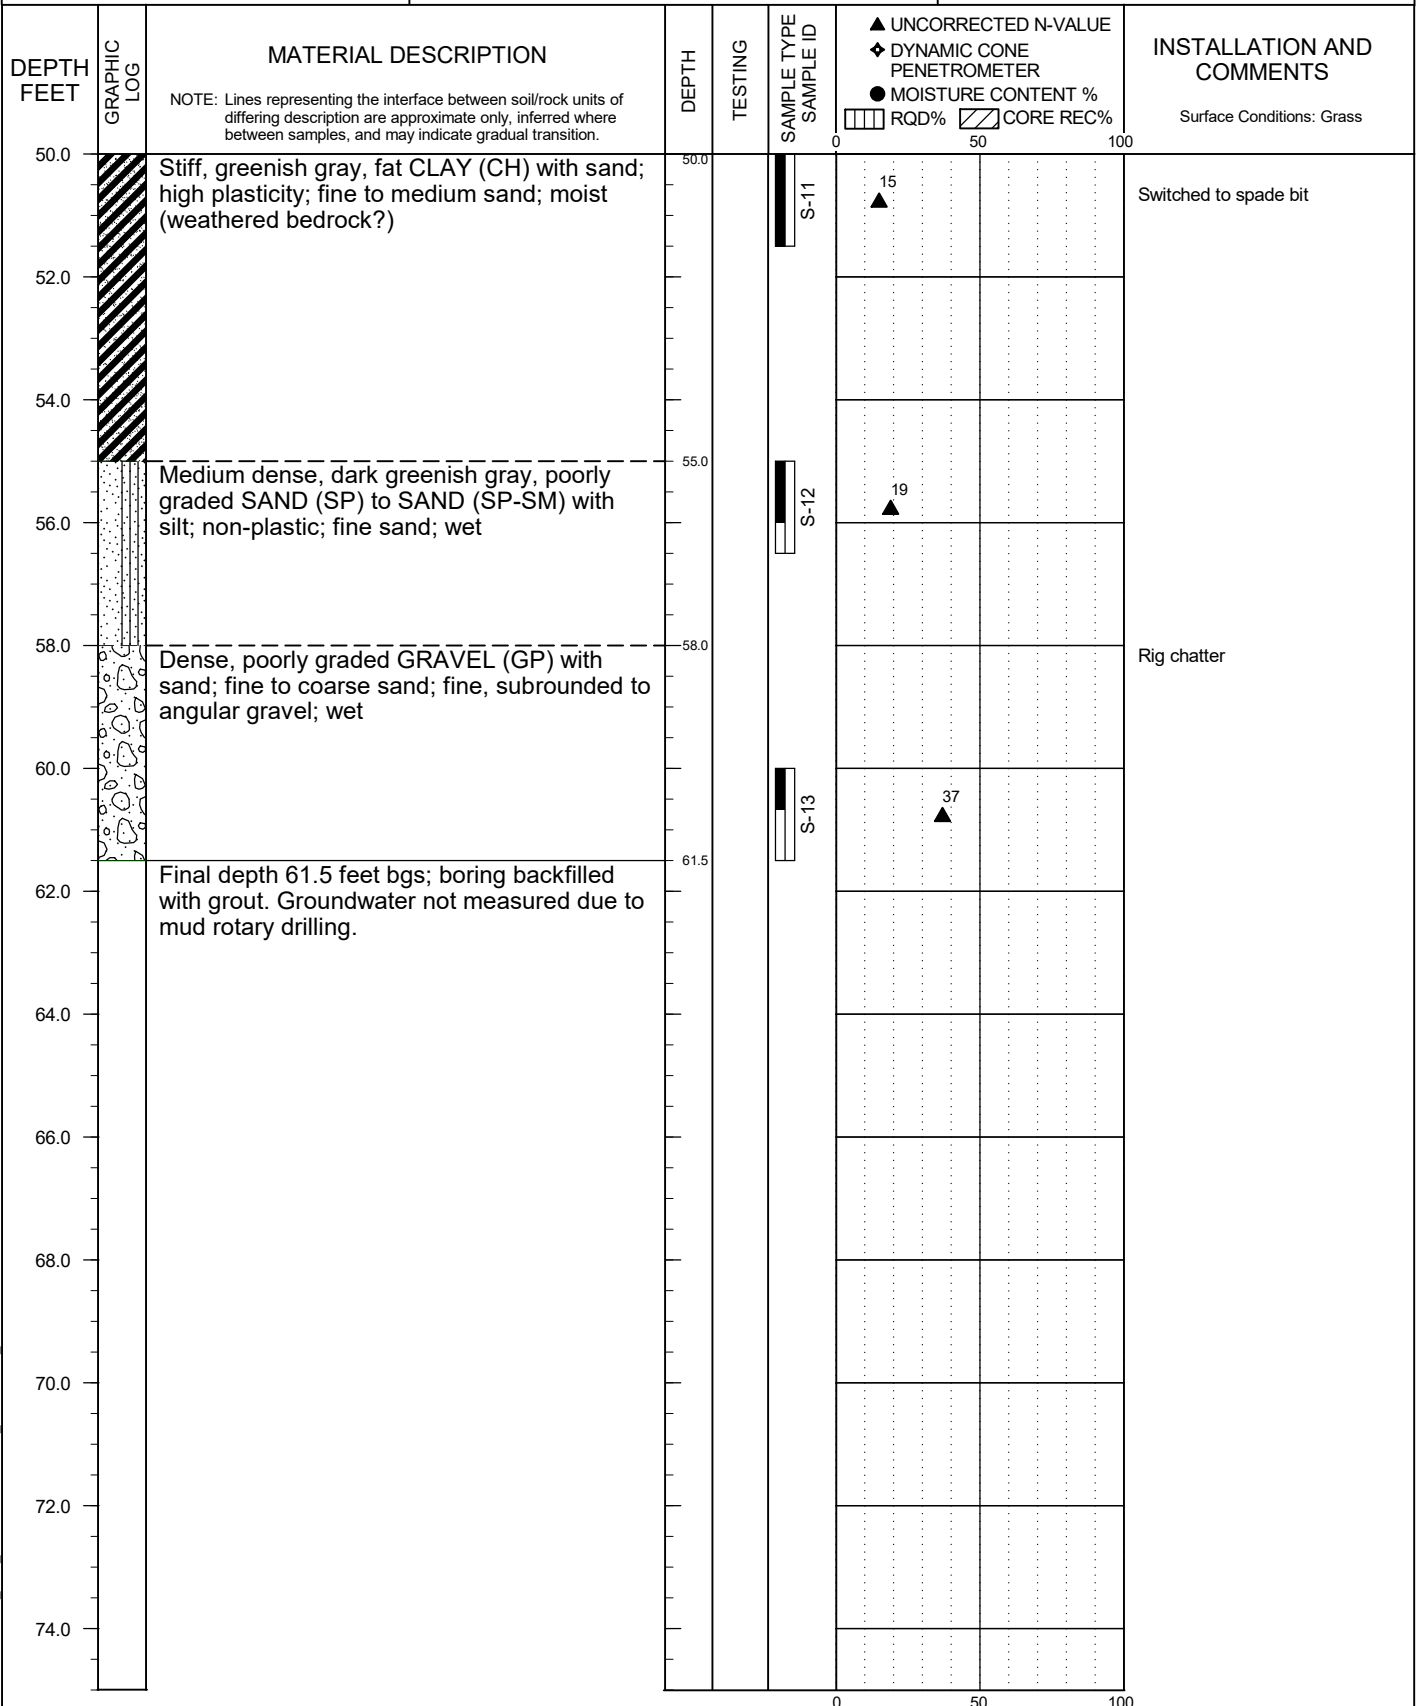 DEPTH
FEET
GRAPHIC
LOG
MATERIAL DESCRIPTION
NOTE: Lines representing the interface between soil/rock units of
differing description are approximate only, inferred where
between samples, and may indicate gradual transition.
DEPTH
TESTING
SAMPLE TYPE
SAMPLE ID
▲ UNCORRECTED N-VALUE
DYNAMIC CONE
PENETROMETER
● MOISTURE CONTENT %
RQD% CORE REC%
0 50 100
INSTALLATION AND
COMMENTS
Surface Conditions: Grass
50.0
Stiff, greenish gray, fat CLAY (CH) with sand;
high plasticity; fine to medium sand; moist
(weathered bedrock?)
50.0
S-11
15
Switched to spade bit
52.0
54.0
Medium dense, dark greenish gray, poorly
graded SAND (SP) to SAND (SP-SM) with
silt; non-plastic; fine sand; wet
55.0
S-12
19
56.0
58.0
Dense, poorly graded GRAVEL (GP) with
sand; fine to coarse sand; fine, subrounded to
angular gravel; wet
58.0
Rig chatter
60.0
S-13
37
61.5
Final depth 61.5 feet bgs; boring backfilled
with grout. Groundwater not measured due to
mud rotary drilling.
62.0
64.0
66.0
68.0
70.0
72.0
74.0
0 50 100